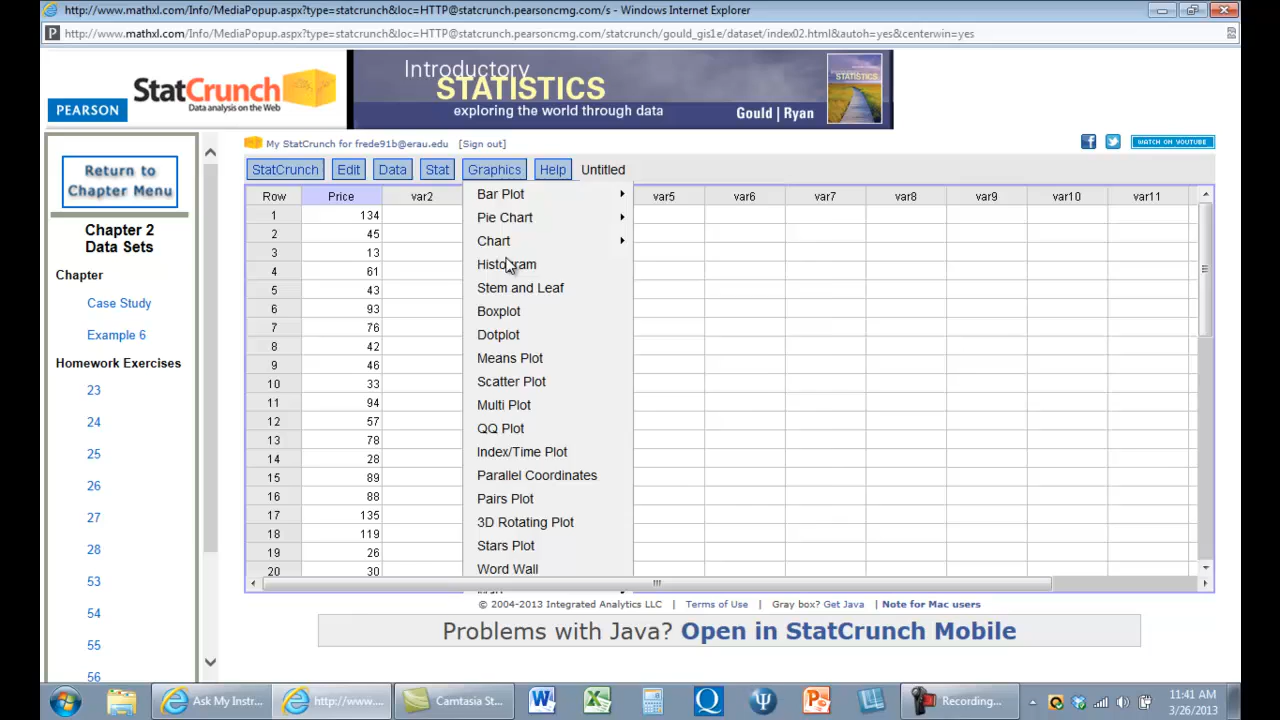 http://www.mathxl.com/Info/MediaPopup.aspx?type=statcrunch&loc=HTTP@statcrunch.pearsoncmg.com/s - Windows Internet Explorer
http://www.mathxl.com/Info/MediaPopup.aspx?type=statcrunch&loc=HTTP@statcrunch.pearsoncmg.com/statcrunch/gould_gis1e/dataset/index02.html&autoh=yes&centerwin=yes
PEARSON
StatCrunch
Data analysis on the Web
Introductory
STATISTICS
exploring the world through data
Gould | Ryan
STATISTICS
My StatCrunch for frede91b@erau.edu [Sign out]
WATCH ON YOUTUBE
StatCrunch Edit Data Stat Graphics Help Untitled
Return to
Chapter Menu
Chapter 2
Data Sets
Chapter
Case Study
Example 6
Homework Exercises
23
24
25
26
27
28
53
54
55
56
Row Price var2 var5 var6 var7 var8 var9 var10 var11
1 134
2 45
3 13
4 61
5 43
6 93
7 76
8 42
9 46
10 33
11 94
12 57
13 78
14 28
15 89
16 88
17 135
18 119
19 26
20 30
Bar Plot
Pie Chart
Chart
Histogram
Stem and Leaf
Boxplot
Dotplot
Means Plot
Scatter Plot
Multi Plot
QQ Plot
Index/Time Plot
Parallel Coordinates
Pairs Plot
3D Rotating Plot
Stars Plot
Word Wall
© 2004-2013 Integrated Analytics LLC | Terms of Use | Gray box? Get Java | Note for Mac users
Problems with Java? Open in StatCrunch Mobile
Ask My Instr...
http://www....
Camtasia St...
Recording...
11:41 AM
3/26/2013